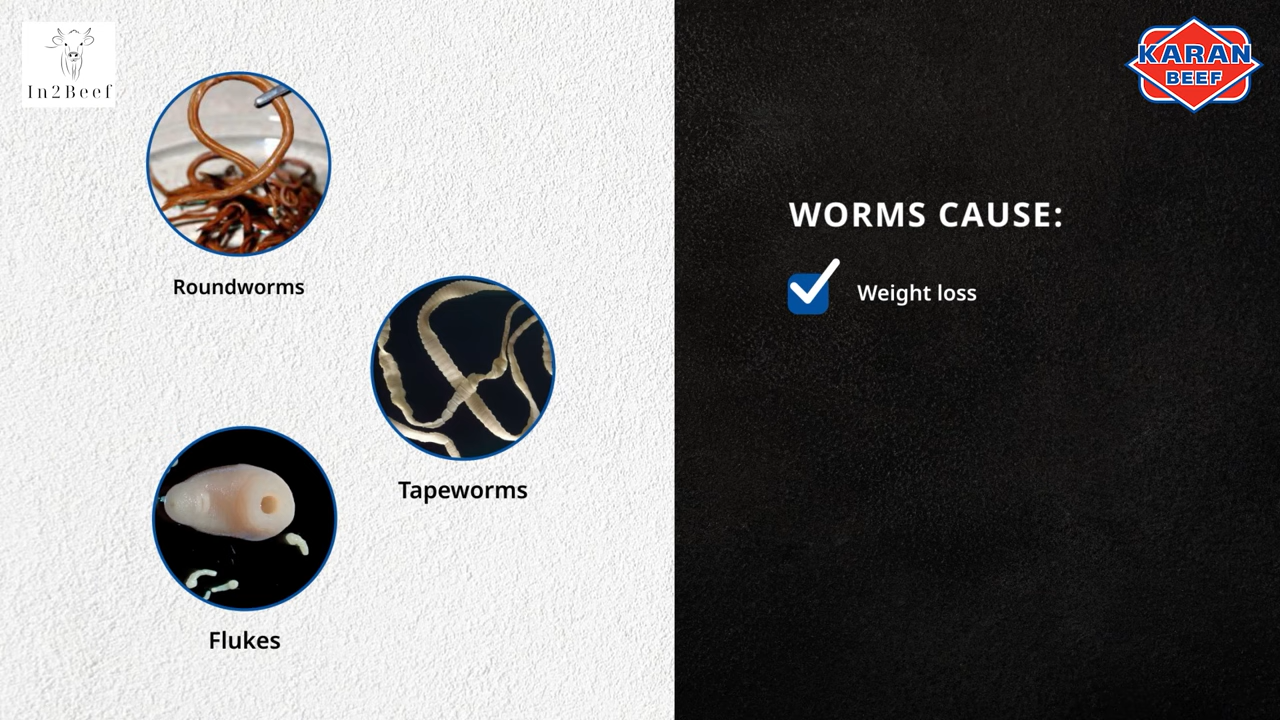 In2Beef
Roundworms
Tapeworms
Flukes
KARAN
BEEF
WORMS CAUSE:
Weight loss